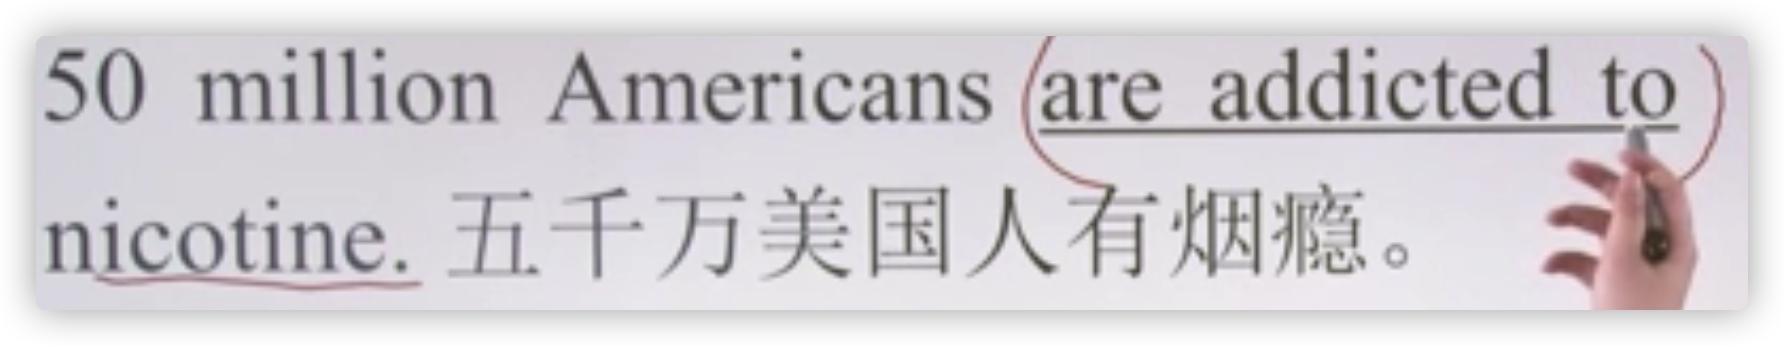 50 million Americans are addicted to
nicotine. 五千万美国人有烟瘾。